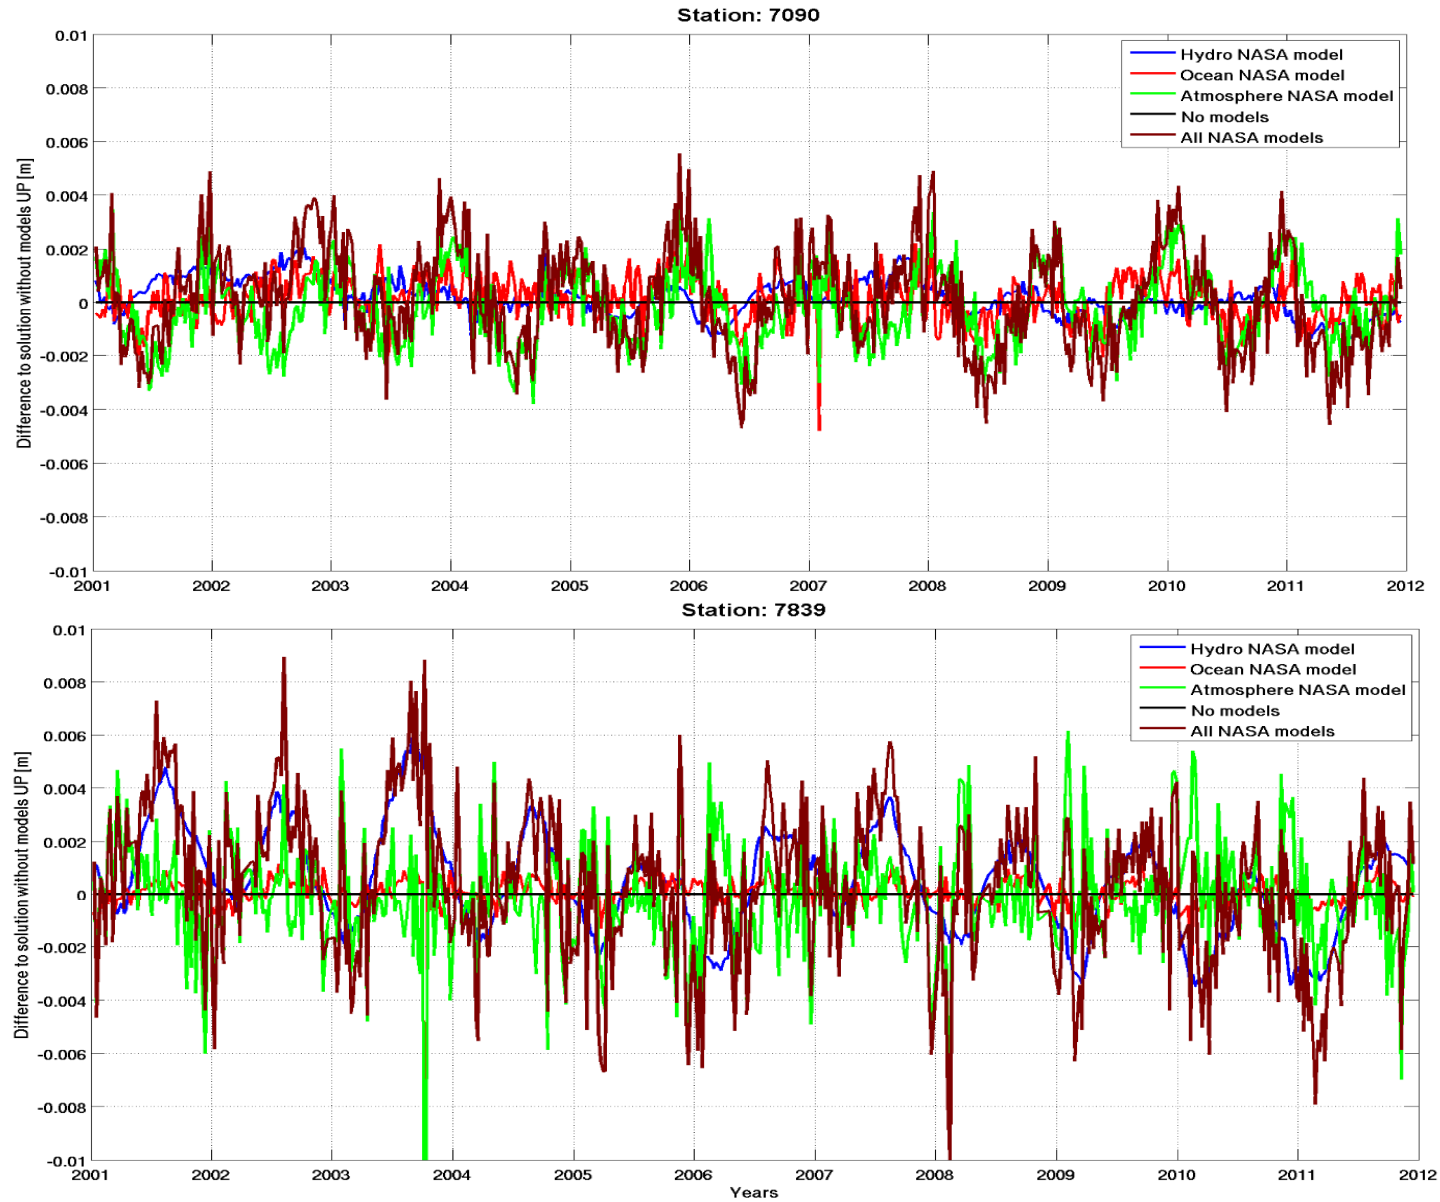 Station: 7090
Difference to solution without models UP [m]
0.01
0.008
0.006
0.004
0.002
0
-0.002
-0.004
-0.006
-0.008
-0.01
Hydro NASA model
Ocean NASA model
Atmosphere NASA model
No models
All NASA models
2001 2002 2003 2004 2005 2006 2007 2008 2009 2010 2011 2012
Station: 7839
Difference to solution without models UP [m]
0.01
0.008
0.006
0.004
0.002
0
-0.002
-0.004
-0.006
-0.008
-0.01
Hydro NASA model
Ocean NASA model
Atmosphere NASA model
No models
All NASA models
2001 2002 2003 2004 2005 2006 2007 2008 2009 2010 2011 2012
Years